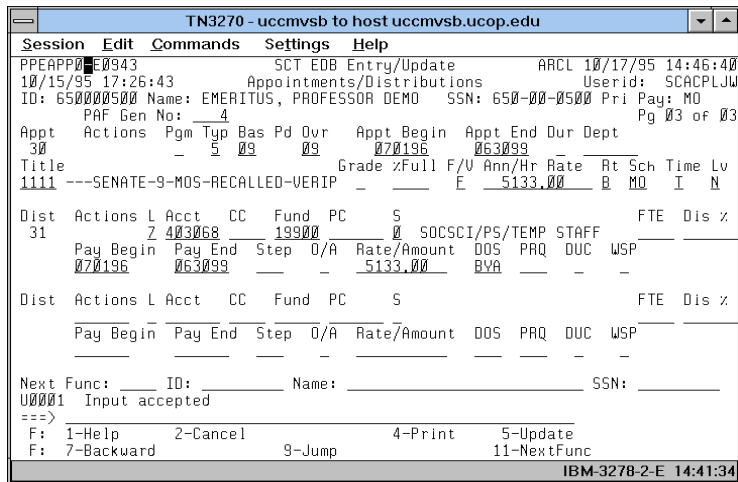 TN3270 - uccmvsb to host uccmvsb.ucop.edu
Session Edit Commands Settings Help
PPEAPP0-E0943 SCT EDB Entry/Update ARCL 10/17/95 14:46:40
10/15/95 17:26:43 Appointments/Distributions Userid: SCACPLJW
ID: 650000500 Name: EMERITUS, PROFESSOR DEMO SSN: 650-00-0500 Pri Pay: MO
PAF Gen No: 4 Pg 03 of 03
Appt Actions Pgm Typ Bas Pd Ovr Appt Begin Appt End Dur Dept
30 5 09 09 070196 063099
Title Grade %Full F/V Ann/Hr Rate Rt Sch Time Lv
1111 ---SENATE-9-MOS-RECALLED-VERIP F 5133.00 B MO T N
Dist Actions L Acct CC Fund PC S FTE Dis %
31 7 403068 19900 0 SOCSCI/PS/TEMP STAFF
Pay Begin Pay End Step O/A Rate/Amount DOS PRQ DUC WSP
070196 063099 5133.00 BYA
Dist Actions L Acct CC Fund PC S FTE Dis %
Pay Begin Pay End Step O/A Rate/Amount DOS PRQ DUC WSP
Next Func: ID: Name: SSN:
U0001 Input accepted
===>
F: 1-Help 2-Cancel 4-Print 5-Update
F: 7-Backward 9-Jump 11-NextFunc
IBM-3278-2-E 14:41:34